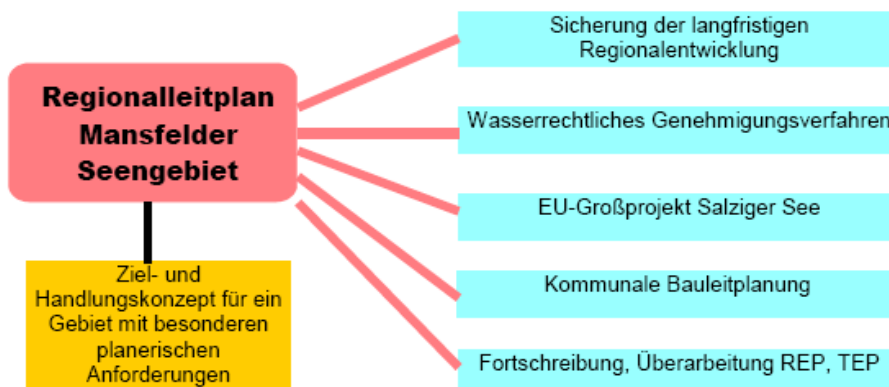 Regionalleitplan
Mansfelder
Seengebiet
Ziel- und
Handlungskonzept für ein
Gebiet mit besonderen
planerischen
Anforderungen
Sicherung der langfristigen
Regionalentwicklung
Wasserrechtliches Genehmigungsverfahren
EU-Großprojekt Salziger See
Kommunale Bauleitplanung
Fortschreibung, Überarbeitung REP, TEP